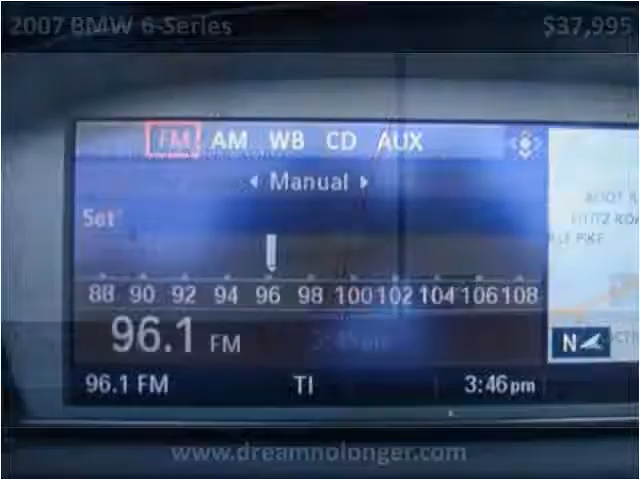 2007 BMW 6-Series $37,995
FM AM WB CD AUX
Manual
Set
88 90 92 94 96 98 100 102 104 106 108
96.1 FM
N
96.1 FM TI 3:46pm
www.dreamnolonger.com